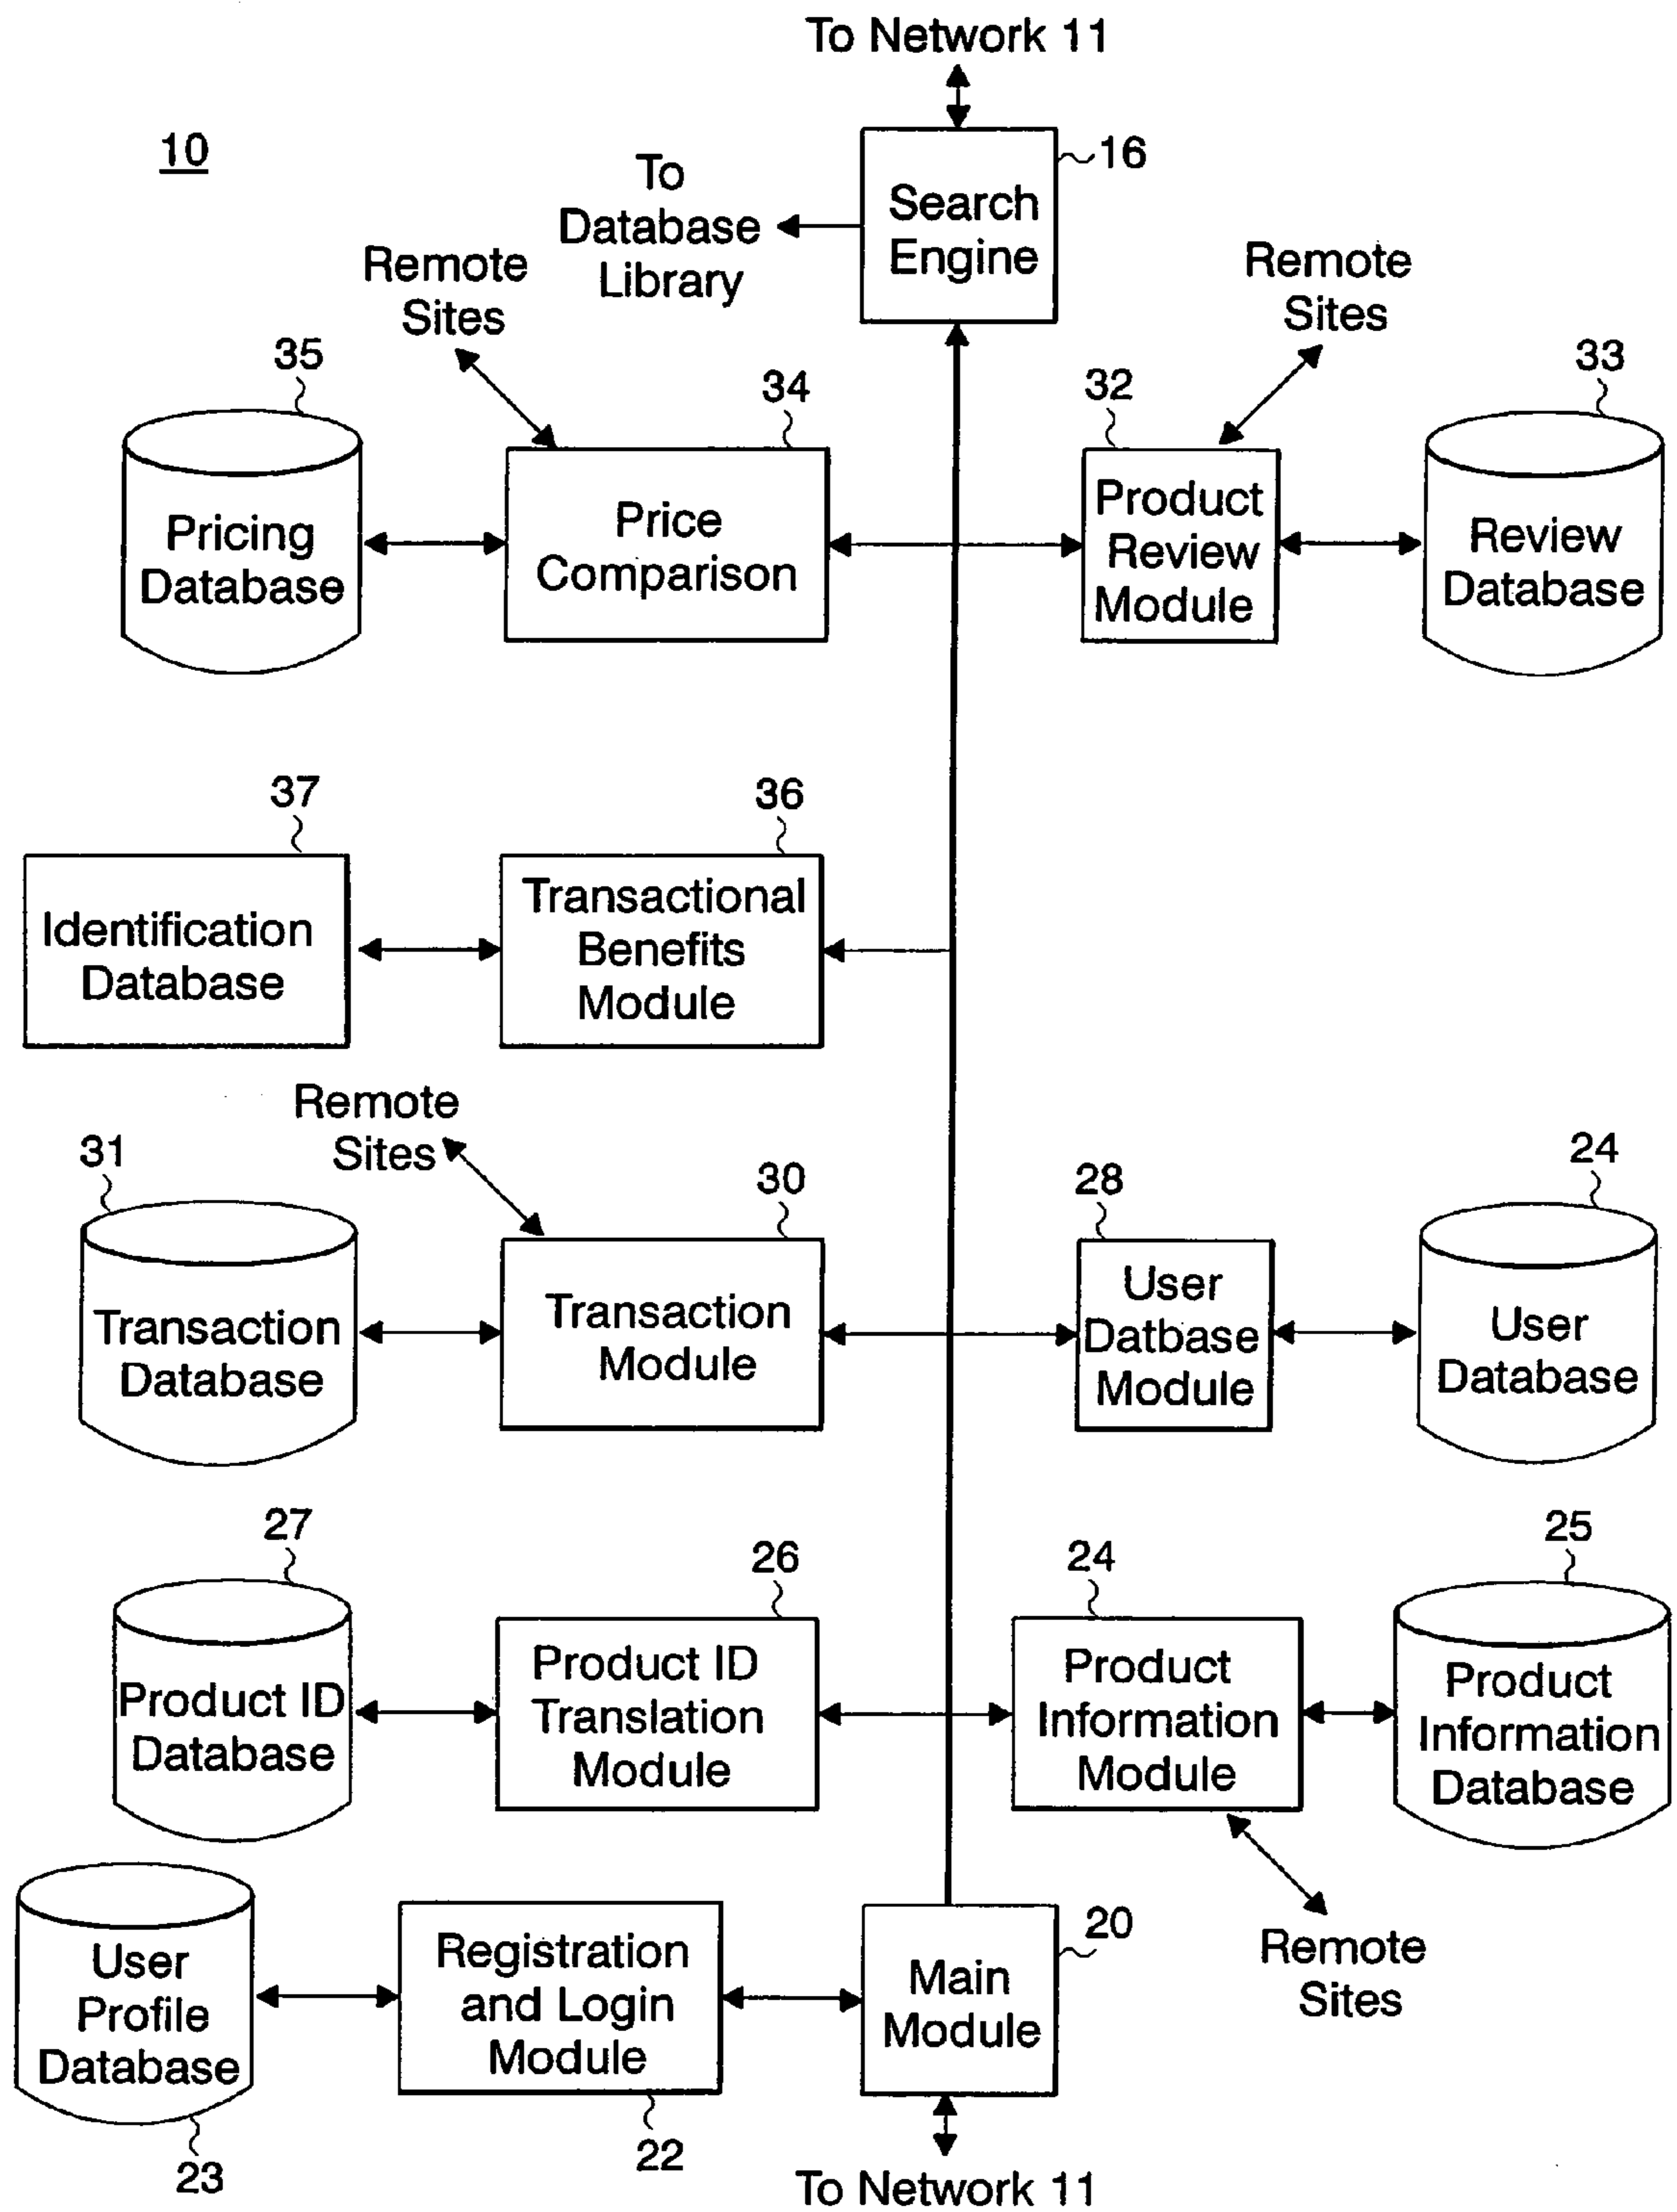 To Network 11
10
16
To
Database
Library
Search
Engine
Remote
Sites
Remote
Sites
35
34
32
33
Pricing
Database
Price
Comparison
Product
Review
Module
Review
Database
37
36
Identification
Database
Transactional
Benefits
Module
Remote
Sites
31
30
28
24
Transaction
Database
Transaction
Module
User
Datbase
Module
User
Database
27
26
24
25
Product ID
Database
Product ID
Translation
Module
Product
Information
Module
Product
Information
Database
User
Profile
Database
Registration
and Login
Module
Main
Module
20
Remote
Sites
23
22
To Network 11